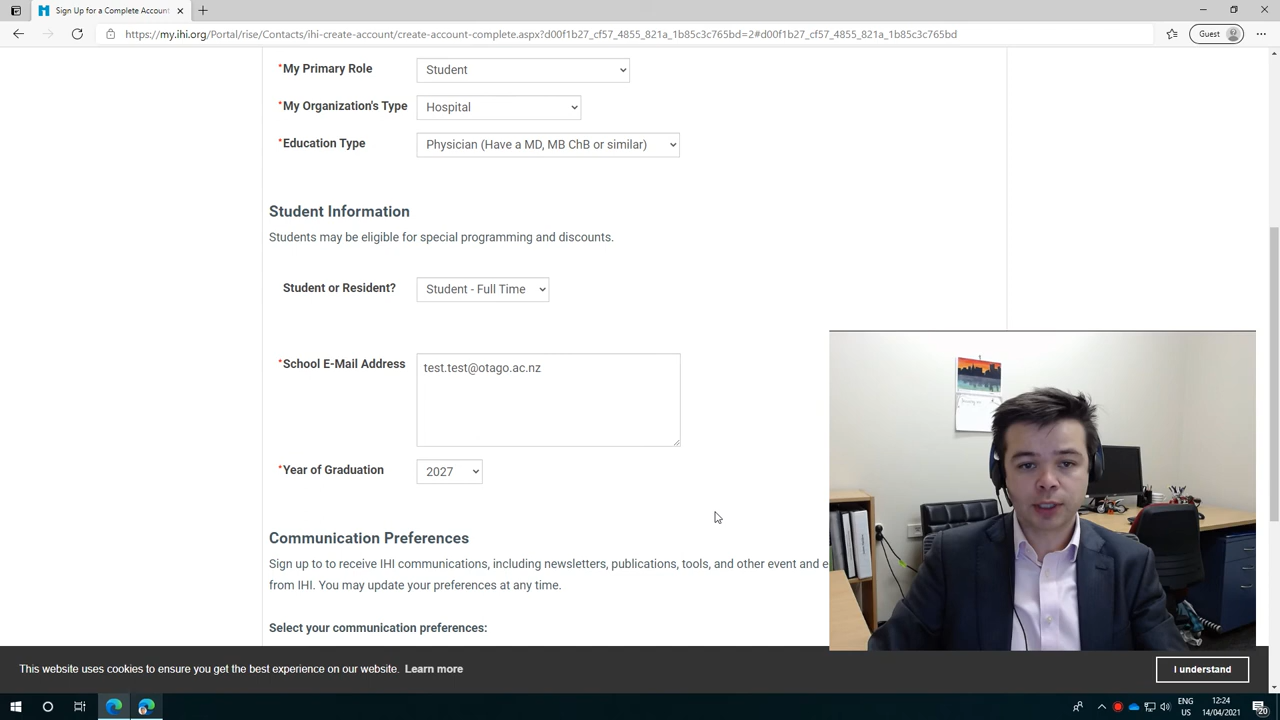 Sign Up for a Complete Account
https://my.ihi.org/Portal/rise/Contacts/ihi-create-account/create-account-complete.aspx?d00f1b27_cf57_4855_821a_1b85c3c765bd=2#d00f1b27_cf57_4855_821a_1b85c3c765bd
Guest
*My Primary Role Student
*My Organization's Type Hospital
*Education Type Physician (Have a MD, MB ChB or similar)
Student Information
Students may be eligible for special programming and discounts.
Student or Resident? Student - Full Time
*School E-Mail Address test.test@otago.ac.nz
*Year of Graduation 2027
Communication Preferences
Sign up to to receive IHI communications, including newsletters, publications, tools, and other event and e
from IHI. You may update your preferences at any time.
Select your communication preferences:
This website uses cookies to ensure you get the best experience on our website. Learn more
I understand
ENG
US
12:24
14/04/2021
20